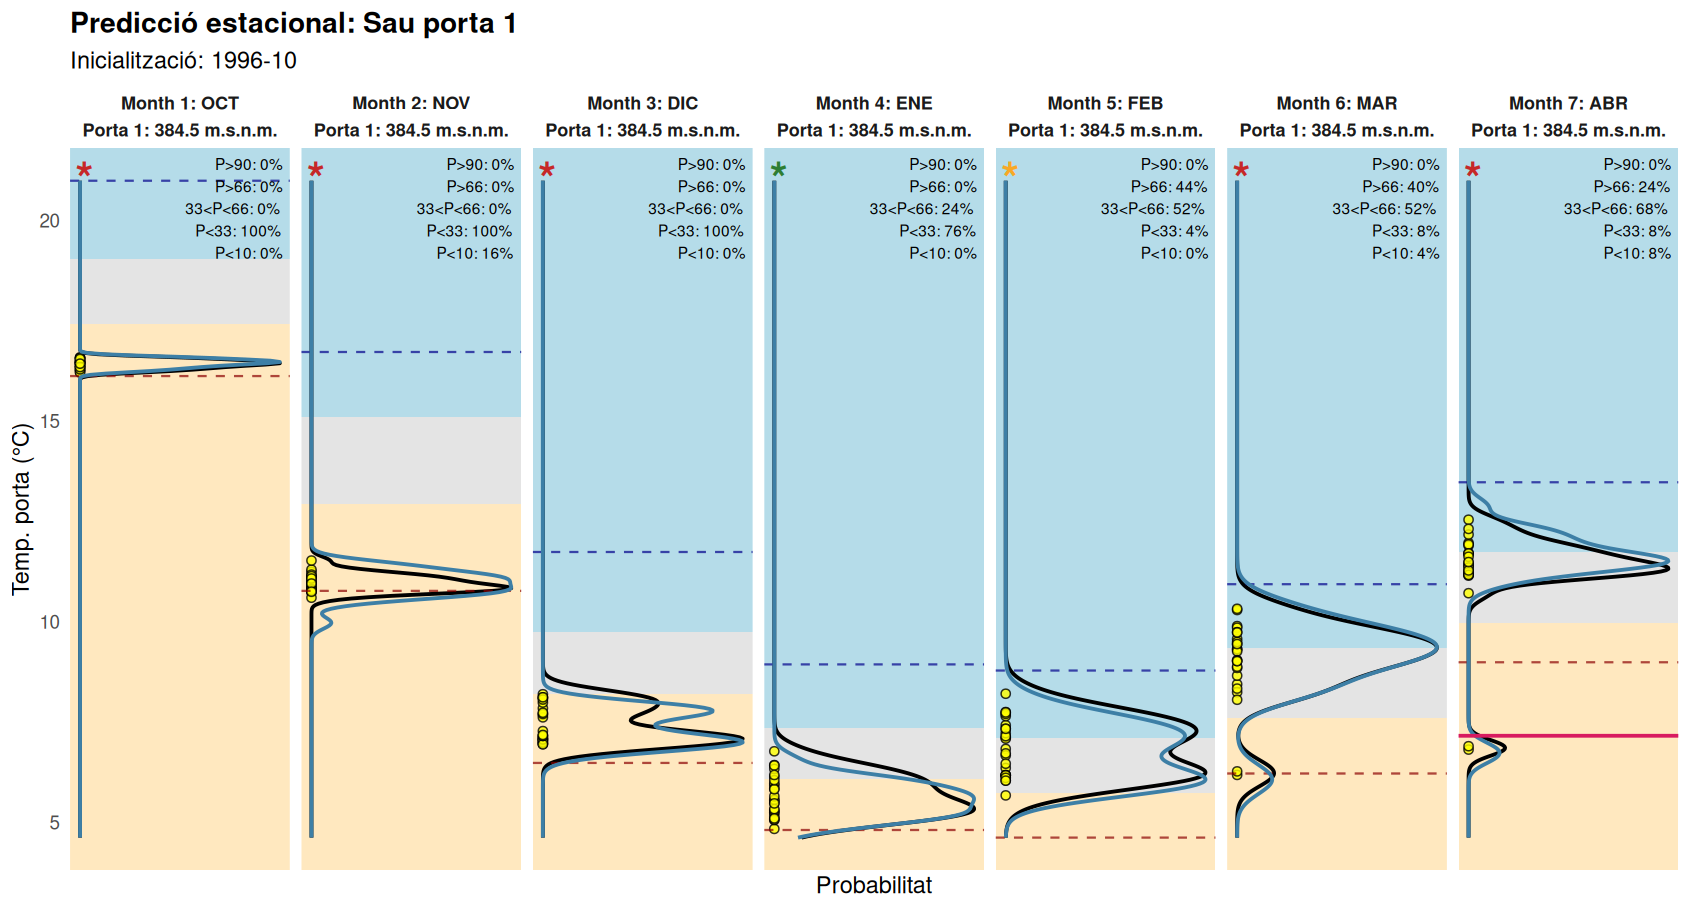 Predicció estacional: Sau porta 1
Inicialització: 1996-10
Month 1: OCT
Porta 1: 384.5 m.s.n.m.
Month 2: NOV
Porta 1: 384.5 m.s.n.m.
Month 3: DIC
Porta 1: 384.5 m.s.n.m.
Month 4: ENE
Porta 1: 384.5 m.s.n.m.
Month 5: FEB
Porta 1: 384.5 m.s.n.m.
Month 6: MAR
Porta 1: 384.5 m.s.n.m.
Month 7: ABR
Porta 1: 384.5 m.s.n.m.
*
P>90: 0%
P>66: 0%
33<P<66: 0%
P<33: 100%
P<10: 0%
*
P>90: 0%
P>66: 0%
33<P<66: 0%
P<33: 100%
P<10: 16%
*
P>90: 0%
P>66: 0%
33<P<66: 0%
P<33: 100%
P<10: 0%
*
P>90: 0%
P>66: 0%
33<P<66: 24%
P<33: 76%
P<10: 0%
*
P>90: 0%
P>66: 44%
33<P<66: 52%
P<33: 4%
P<10: 0%
*
P>90: 0%
P>66: 40%
33<P<66: 52%
P<33: 8%
P<10: 4%
*
P>90: 0%
P>66: 24%
33<P<66: 68%
P<33: 8%
P<10: 8%
20
15
10
5
Temp. porta (°C)
Probabilitat